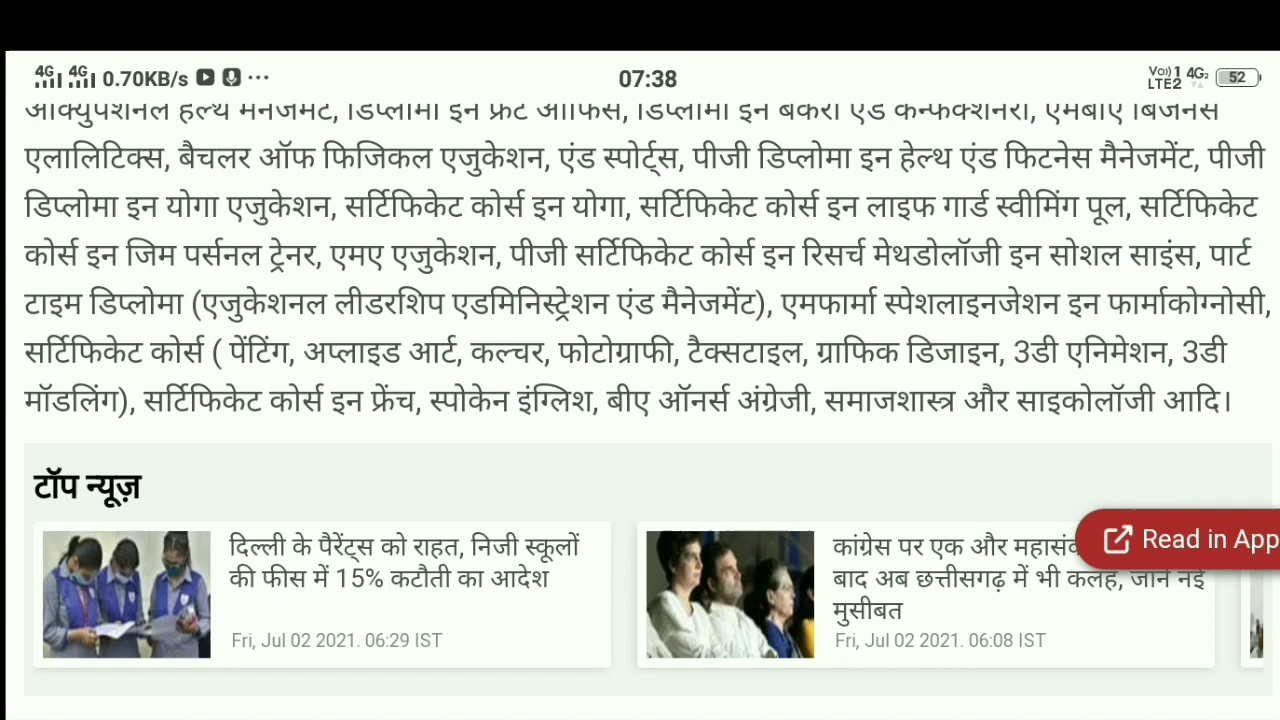 4G 4G 0.70KB/s ... 07:38 Vo)) 1 LTE2 4G2 52
एलालिटिक्स, बैचलर ऑफ फिजिकल एजुकेशन, एंड स्पोर्ट्स, पीजी डिप्लोमा इन हेल्थ एंड फिटनेस मैनेजमेंट, पीजी
डिप्लोमा इन योगा एजुकेशन, सर्टिफिकेट कोर्स इन योगा, सर्टिफिकेट कोर्स इन लाइफ गार्ड स्वीमिंग पूल, सर्टिफिकेट
कोर्स इन जिम पर्सनल ट्रेनर, एमए एजुकेशन, पीजी सर्टिफिकेट कोर्स इन रिसर्च मेथडोलॉजी इन सोशल साइंस, पार्ट
टाइम डिप्लोमा (एजुकेशनल लीडरशिप एडमिनिस्ट्रेशन एंड मैनेजमेंट), एमफार्मा स्पेशलाइनजेशन इन फार्माकोग्नोसी,
सर्टिफिकेट कोर्स ( पेंटिंग, अप्लाइड आर्ट, कल्चर, फोटोग्राफी, टैक्सटाइल, ग्राफिक डिजाइन, 3डी एनिमेशन, 3डी
मॉडलिंग), सर्टिफिकेट कोर्स इन फ्रेंच, स्पोकेन इंग्लिश, बीए ऑनर्स अंग्रेजी, समाजशास्त्र और साइकोलॉजी आदि।
टॉप न्यूज़
दिल्ली के पैरेंट्स को राहत, निजी स्कूलों
की फीस में 15% कटौती का आदेश
Fri, Jul 02 2021. 06:29 IST
कांग्रेस पर एक और
बाद अब छत्तीसगढ़ में भी कलह, जानें नई
मुसीबत
Fri, Jul 02 2021. 06:08 IST
Read in App